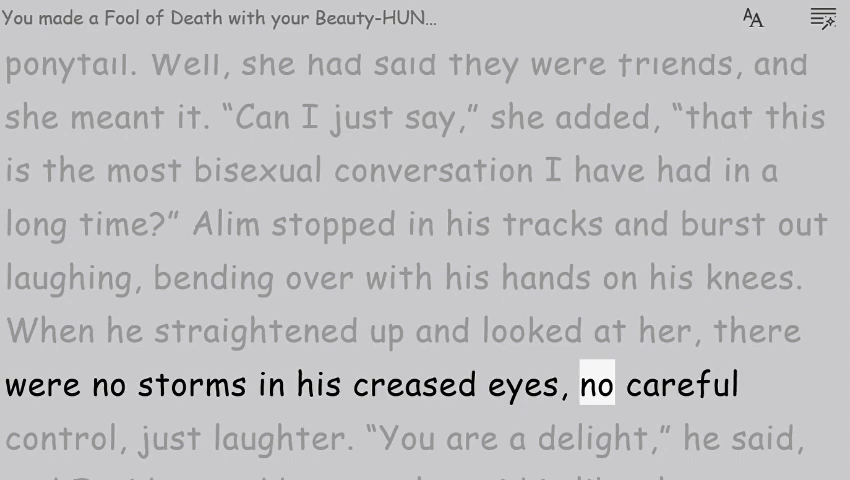 You made a Fool of Death with your Beauty-HUN...
AA
ponytail. Well, she had said they were friends, and
she meant it. “Can I just say,” she added, “that this
is the most bisexual conversation I have had in a
long time?” Alim stopped in his tracks and burst out
laughing, bending over with his hands on his knees.
When he straightened up and looked at her, there
were no storms in his creased eyes, no careful
control, just laughter. “You are a delight,” he said,